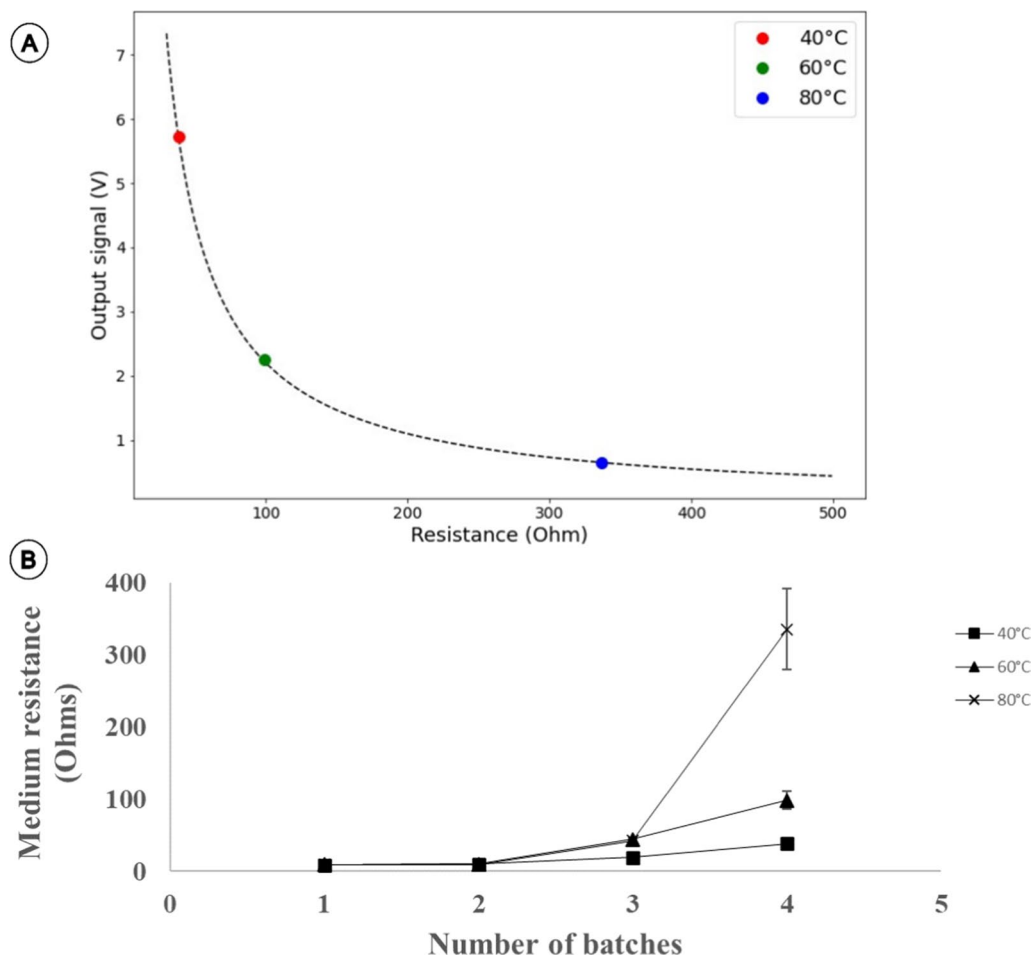 A
7
6
5
4
3
2
1
Output signal (V)
40°C
60°C
80°C
100
200
300
400
500
Resistance (Ohm)
B
Medium resistance
(Ohms)
400
300
200
100
0
40°C
60°C
80°C
0
1
2
3
4
5
Number of batches